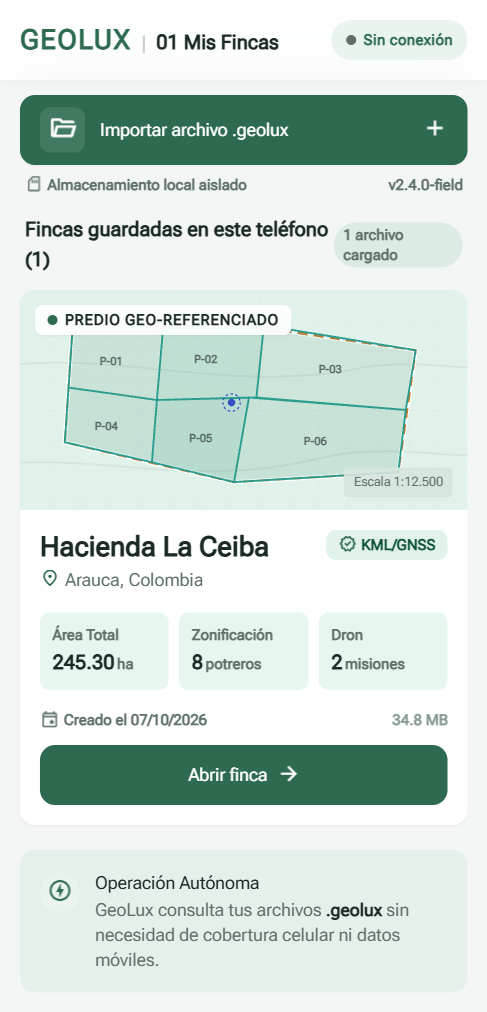 GEOLUX | 01 Mis Fincas
Sin conexión
Importar archivo .geolux +
Almacenamiento local aislado
v2.4.0-field
Fincas guardadas en este teléfono
(1)
1 archivo
cargado
PREDIO GEO-REFERENCIADO
P-01
P-02
P-03
P-04
P-05
P-06
Escala 1:12.500
Hacienda La Ceiba
KML/GNSS
Arauca, Colombia
Área Total
245.30 ha
Zonificación
8 potreros
Dron
2 misiones
Creado el 07/10/2026
34.8 MB
Abrir finca →
Operación Autónoma
GeoLux consulta tus archivos .geolux sin
necesidad de cobertura celular ni datos
móviles.